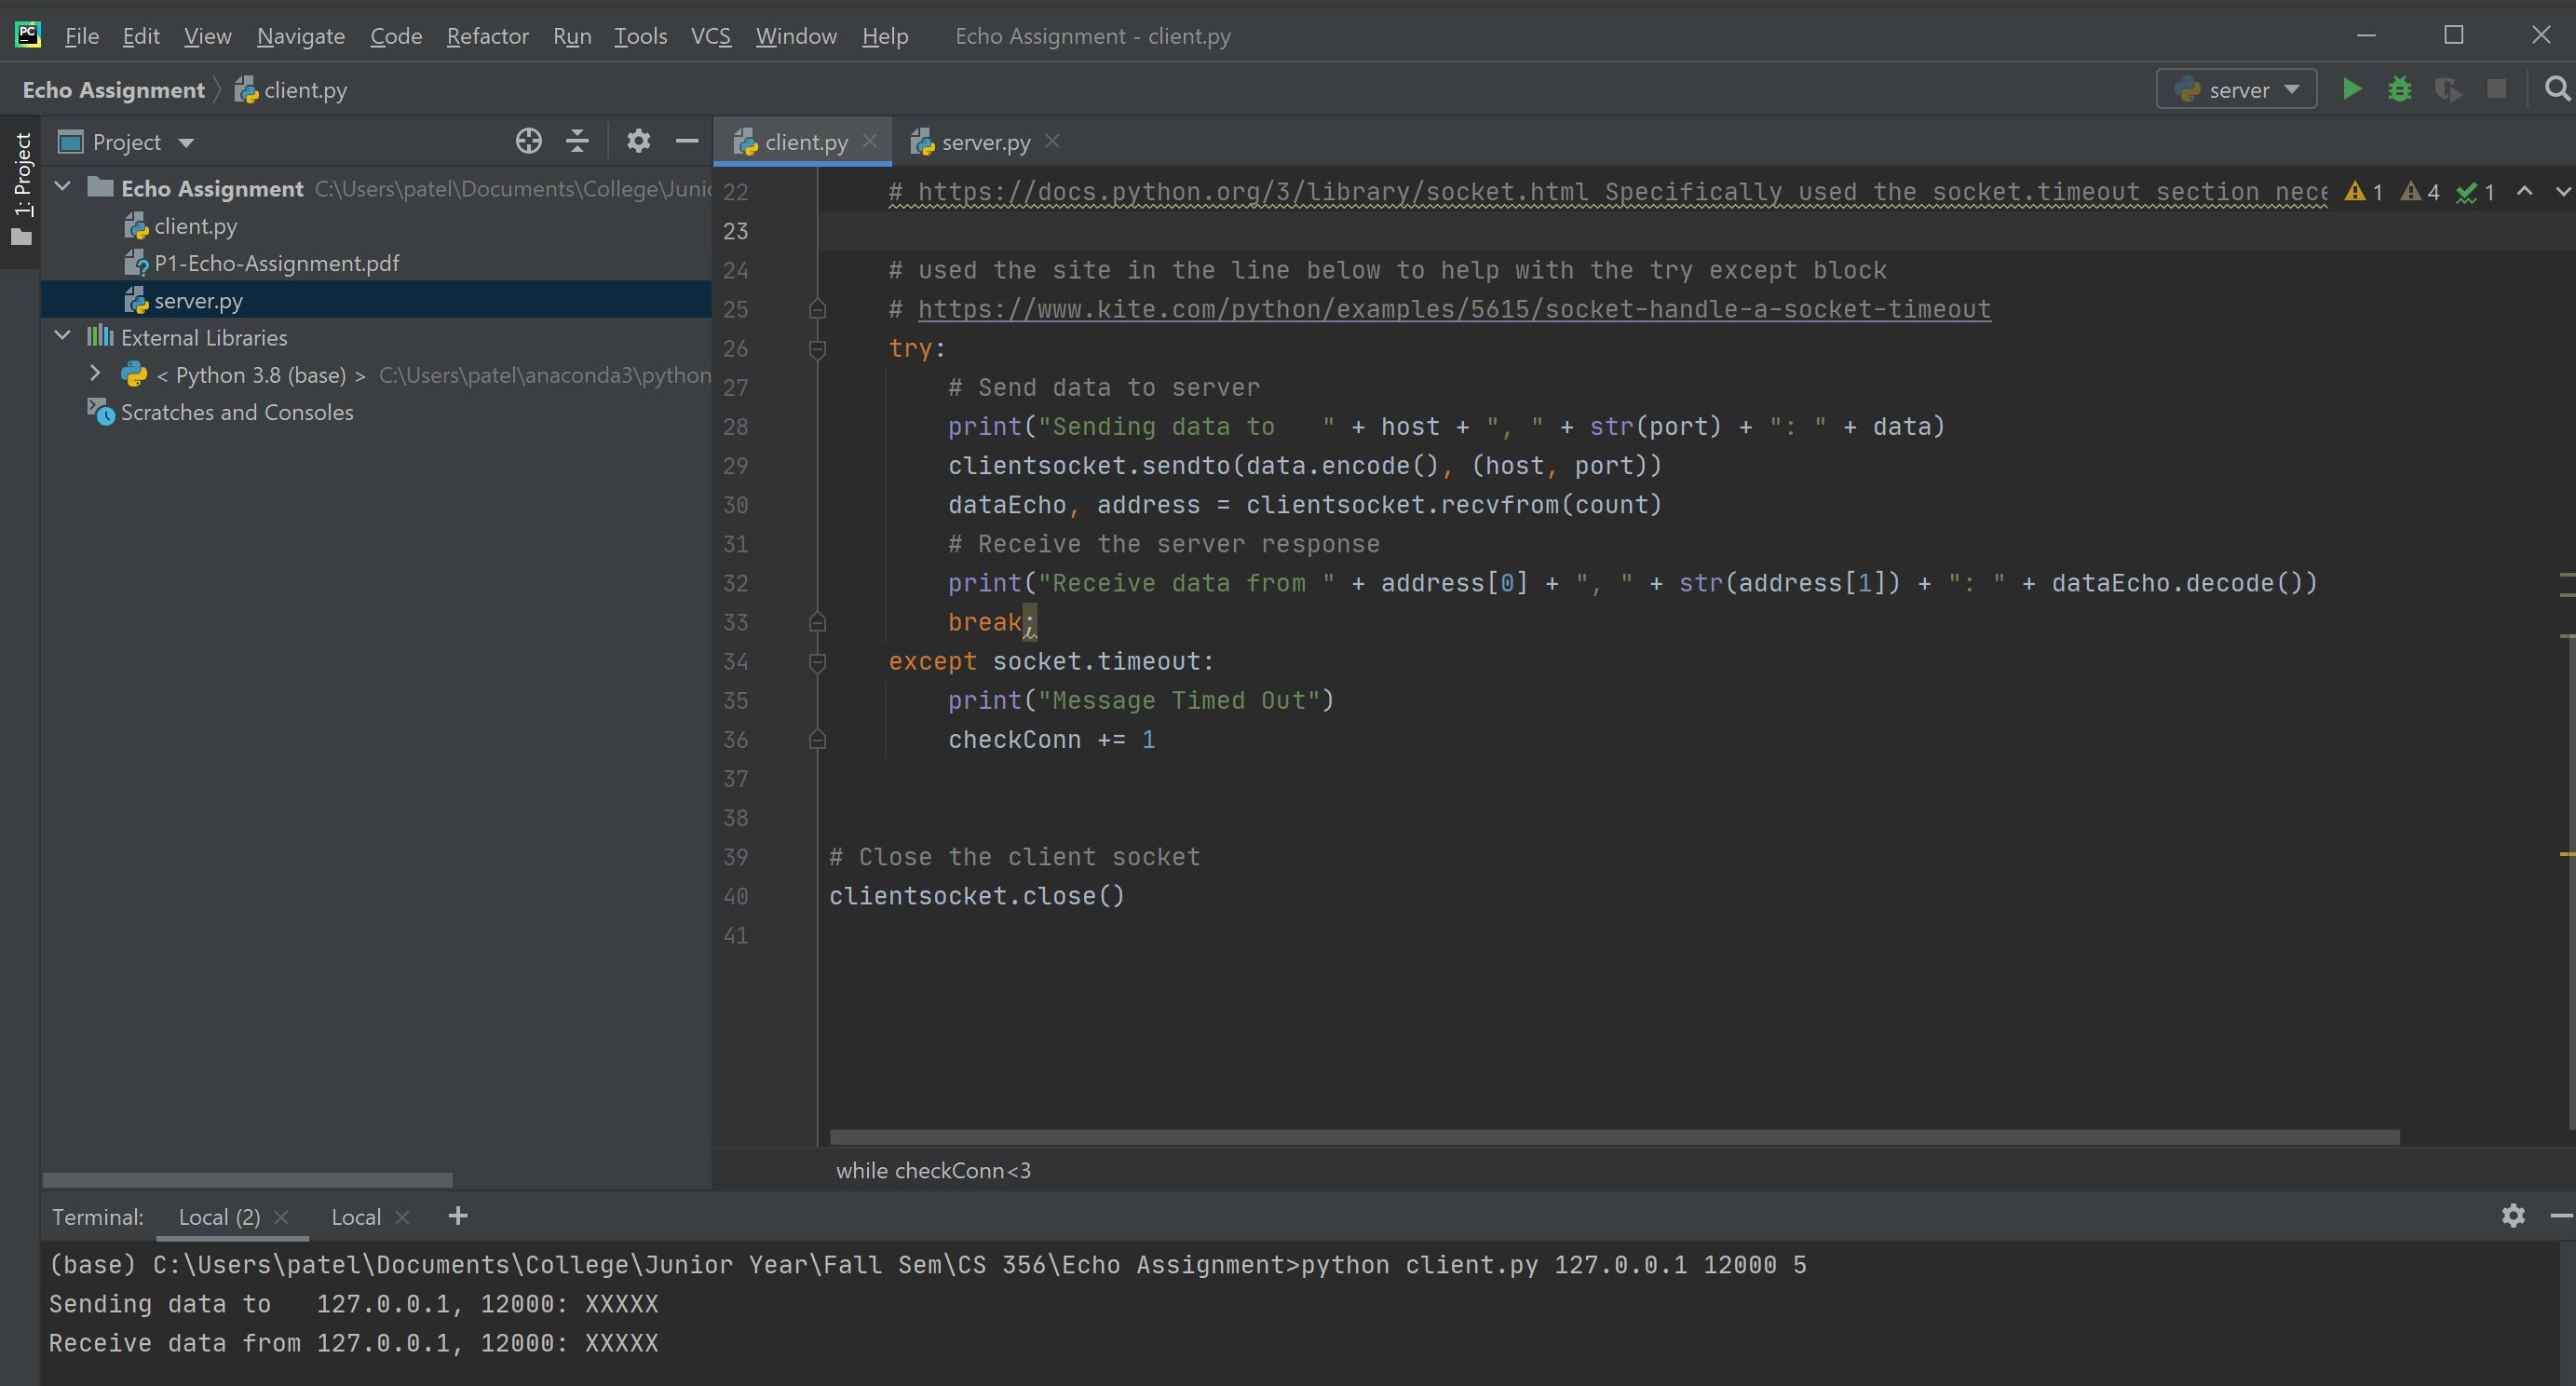 PC File Edit View Navigate Code Refactor Run Tools VCS Window Help Echo Assignment - client.py
Echo Assignment client.py server
1: Project
Project
client.py server.py
Echo Assignment C:\Users\patel\Documents\College\Junio
client.py
P1-Echo-Assignment.pdf
server.py
External Libraries
< Python 3.8 (base) > C:\Users\patel\anaconda3\python
Scratches and Consoles
22 # https://docs.python.org/3/library/socket.html Specifically used the socket.timeout section nece 1 4 1
23
24 # used the site in the line below to help with the try except block
25 # https://www.kite.com/python/examples/5615/socket-handle-a-socket-timeout
26 try:
27 # Send data to server
28 print("Sending data to   " + host + ", " + str(port) + ": " + data)
29 clientsocket.sendto(data.encode(), (host, port))
30 dataEcho, address = clientsocket.recvfrom(count)
31 # Receive the server response
32 print("Receive data from " + address[0] + ", " + str(address[1]) + ": " + dataEcho.decode())
33 break;
34 except socket.timeout:
35 print("Message Timed Out")
36 checkConn += 1
37
38
39 # Close the client socket
40 clientsocket.close()
41
while checkConn<3
Terminal: Local (2) Local
(base) C:\Users\patel\Documents\College\Junior Year\Fall Sem\CS 356\Echo Assignment>python client.py 127.0.0.1 12000 5
Sending data to   127.0.0.1, 12000: XXXXX
Receive data from 127.0.0.1, 12000: XXXXX